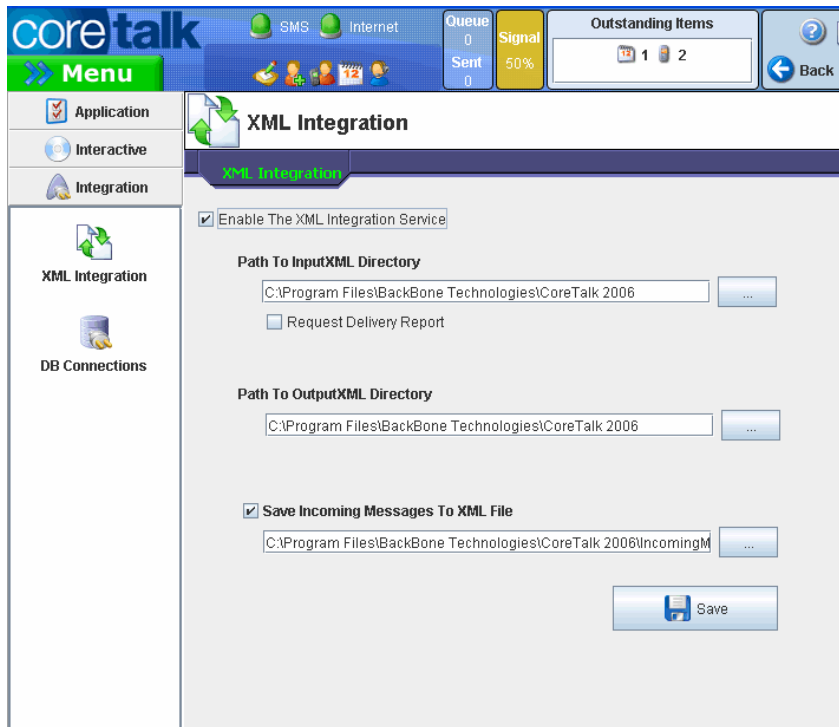 coretalk
SMS Internet
Queue
0
Sent
0
Signal
50%
Outstanding Items
12 1 2
Back
Menu
12
Application
Interactive
Integration
XML Integration
DB Connections
XML Integration
XML Integration
Enable The XML Integration Service
Path To InputXML Directory
C:\Program Files\BackBone Technologies\CoreTalk 2006
...
Request Delivery Report
Path To OutputXML Directory
C:\Program Files\BackBone Technologies\CoreTalk 2006
...
Save Incoming Messages To XML File
C:\Program Files\BackBone Technologies\CoreTalk 2006\IncomingM
...
Save